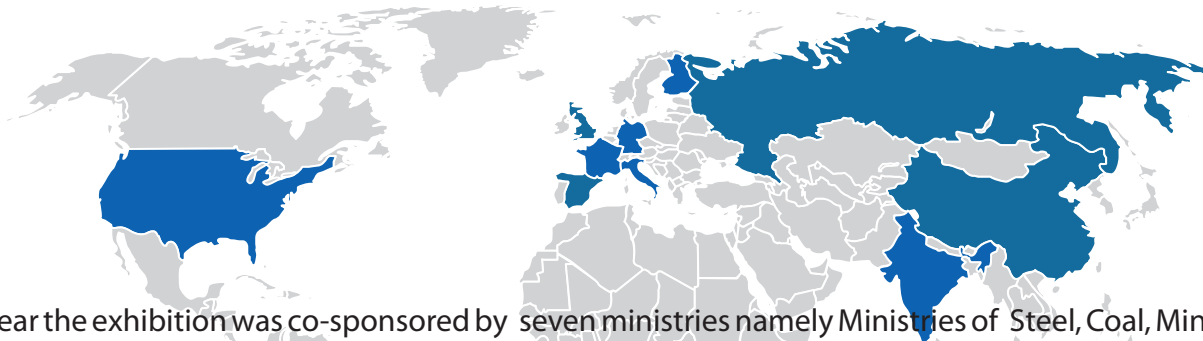 ear the exhibition was co-sponsored by seven ministries namely Ministries of Steel, Coal, Min